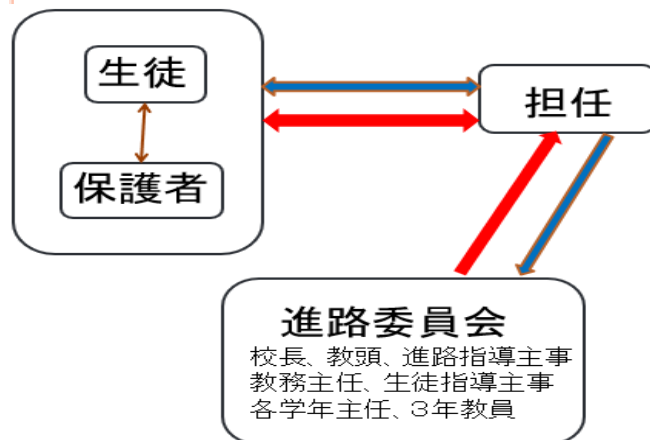 生徒
保護者
担任
進路委員会
校長、教頭、進路指導主事
教務主任、生徒指導主事
各学年主任、３年教員